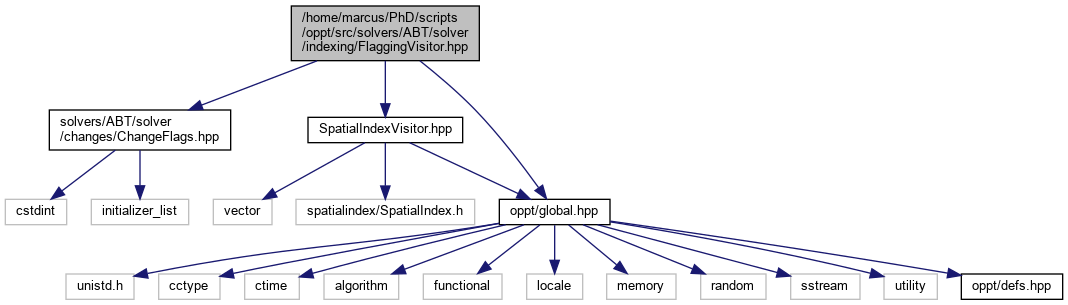 /home/marcus/PhD/scripts
/oppt/src/solvers/ABT/solver
/indexing/FlaggingVisitor.hpp
solvers/ABT/solver
/changes/ChangeFlags.hpp
SpatialIndexVisitor.hpp
cstdint
initializer_list
vector
spatialindex/SpatialIndex.h
oppt/global.hpp
unistd.h
cctype
ctime
algorithm
functional
locale
memory
random
sstream
utility
oppt/defs.hpp